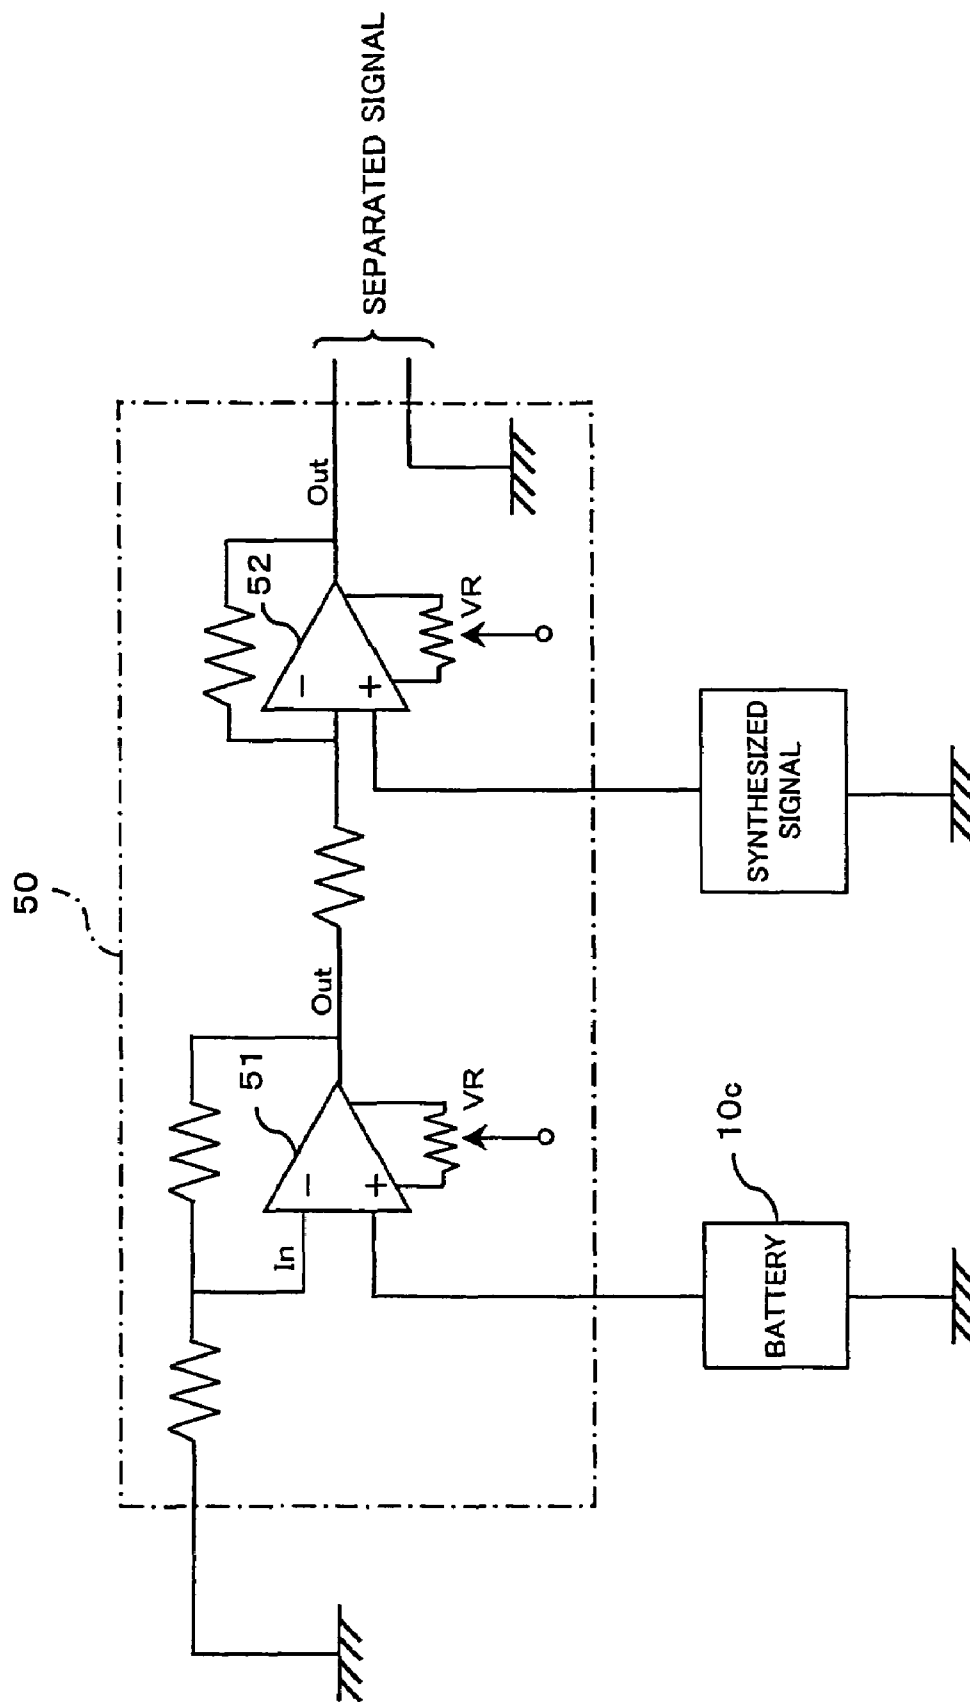 50
51
52
In
Out
Out
VR
VR
SEPARATED SIGNAL
BATTERY
10c
SYNTHESIZED
SIGNAL
−
+
−
+